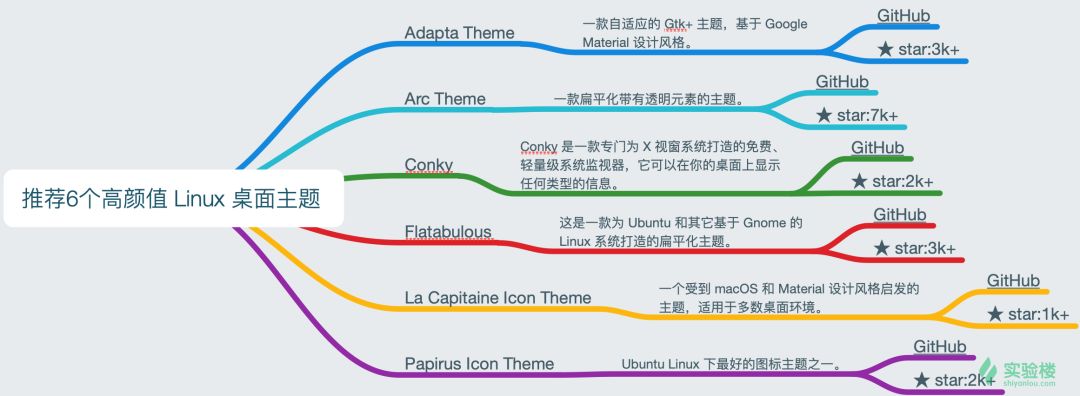 推荐6个高颜值 Linux 桌面主题
Adapta Theme
一款自适应的 Gtk+ 主题，基于 Google
Material 设计风格。
GitHub
★ star:3k+
Arc Theme
一款扁平化带有透明元素的主题。
GitHub
★ star:7k+
Conky
Conky 是一款专门为 X 视窗系统打造的免费、
轻量级系统监视器，它可以在你的桌面上显示
任何类型的信息。
GitHub
★ star:2k+
Flatabulous
这是一款为 Ubuntu 和其它基于 Gnome 的
Linux 系统打造的扁平化主题。
GitHub
★ star:3k+
La Capitaine Icon Theme
一个受到 macOS 和 Material 设计风格启发的
主题，适用于多数桌面环境。
GitHub
★ star:1k+
Papirus Icon Theme
Ubuntu Linux 下最好的图标主题之一。
GitHub
★ star:2k+
实验楼
shiyanlou.com